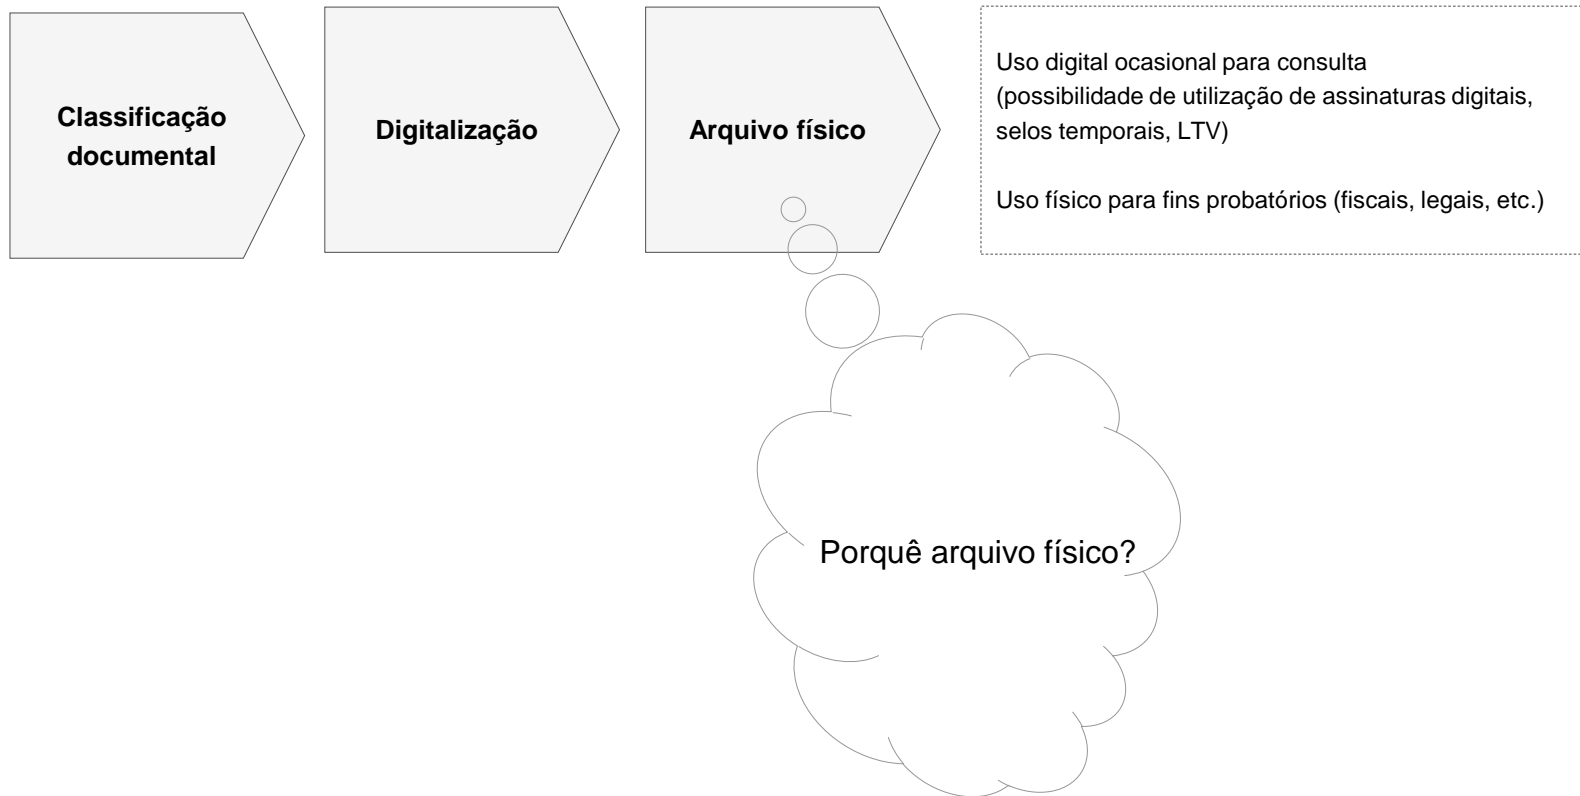 Classificação
documental
Digitalização
Arquivo físico
Uso digital ocasional para consulta
(possibilidade de utilização de assinaturas digitais,
selos temporais, LTV)
Uso físico para fins probatórios (fiscais, legais, etc.)
Porquê arquivo físico?